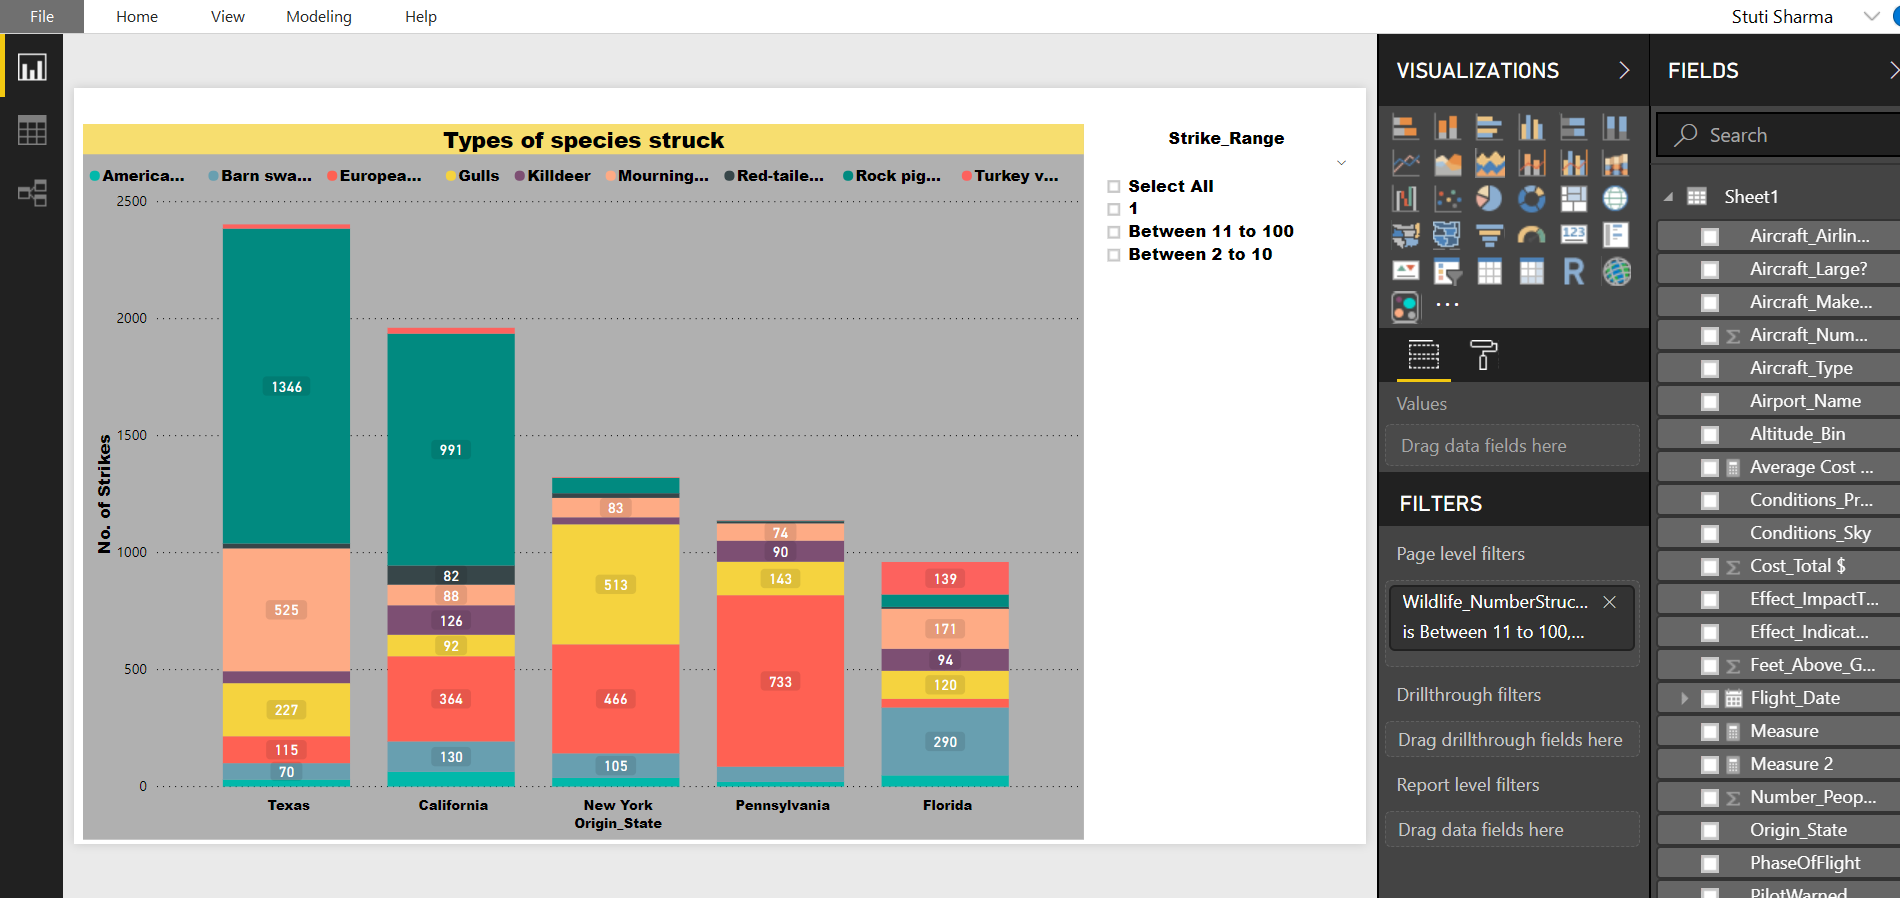 File Home View Modeling Help Stuti Sharma
Types of species struck
America... Barn swa... Europea... Gulls Killdeer Mourning... Red-taile... Rock pig... Turkey v...
No. of Strikes
2500
2000
1500
1000
500
0
1346
525
227
115
70
991
82
88
126
92
364
130
83
513
466
105
74
90
143
733
139
171
94
120
290
Texas California New York Pennsylvania Florida
Origin_State
Strike_Range
Select All
1
Between 11 to 100
Between 2 to 10
VISUALIZATIONS
123
R
...
Values
Drag data fields here
FILTERS
Page level filters
Wildlife_NumberStruc...
is Between 11 to 100,...
Drillthrough filters
Drag drillthrough fields here
Report level filters
Drag data fields here
FIELDS
Search
Sheet1
Aircraft_Airlin...
Aircraft_Large?
Aircraft_Make...
Σ Aircraft_Num...
Aircraft_Type
Airport_Name
Altitude_Bin
Average Cost ...
Conditions_Pr...
Conditions_Sky
Σ Cost_Total $
Effect_ImpactT...
Effect_Indicat...
Σ Feet_Above_G...
Flight_Date
Measure
Measure 2
Σ Number_Peop...
Origin_State
PhaseOfFlight
PilotWarned